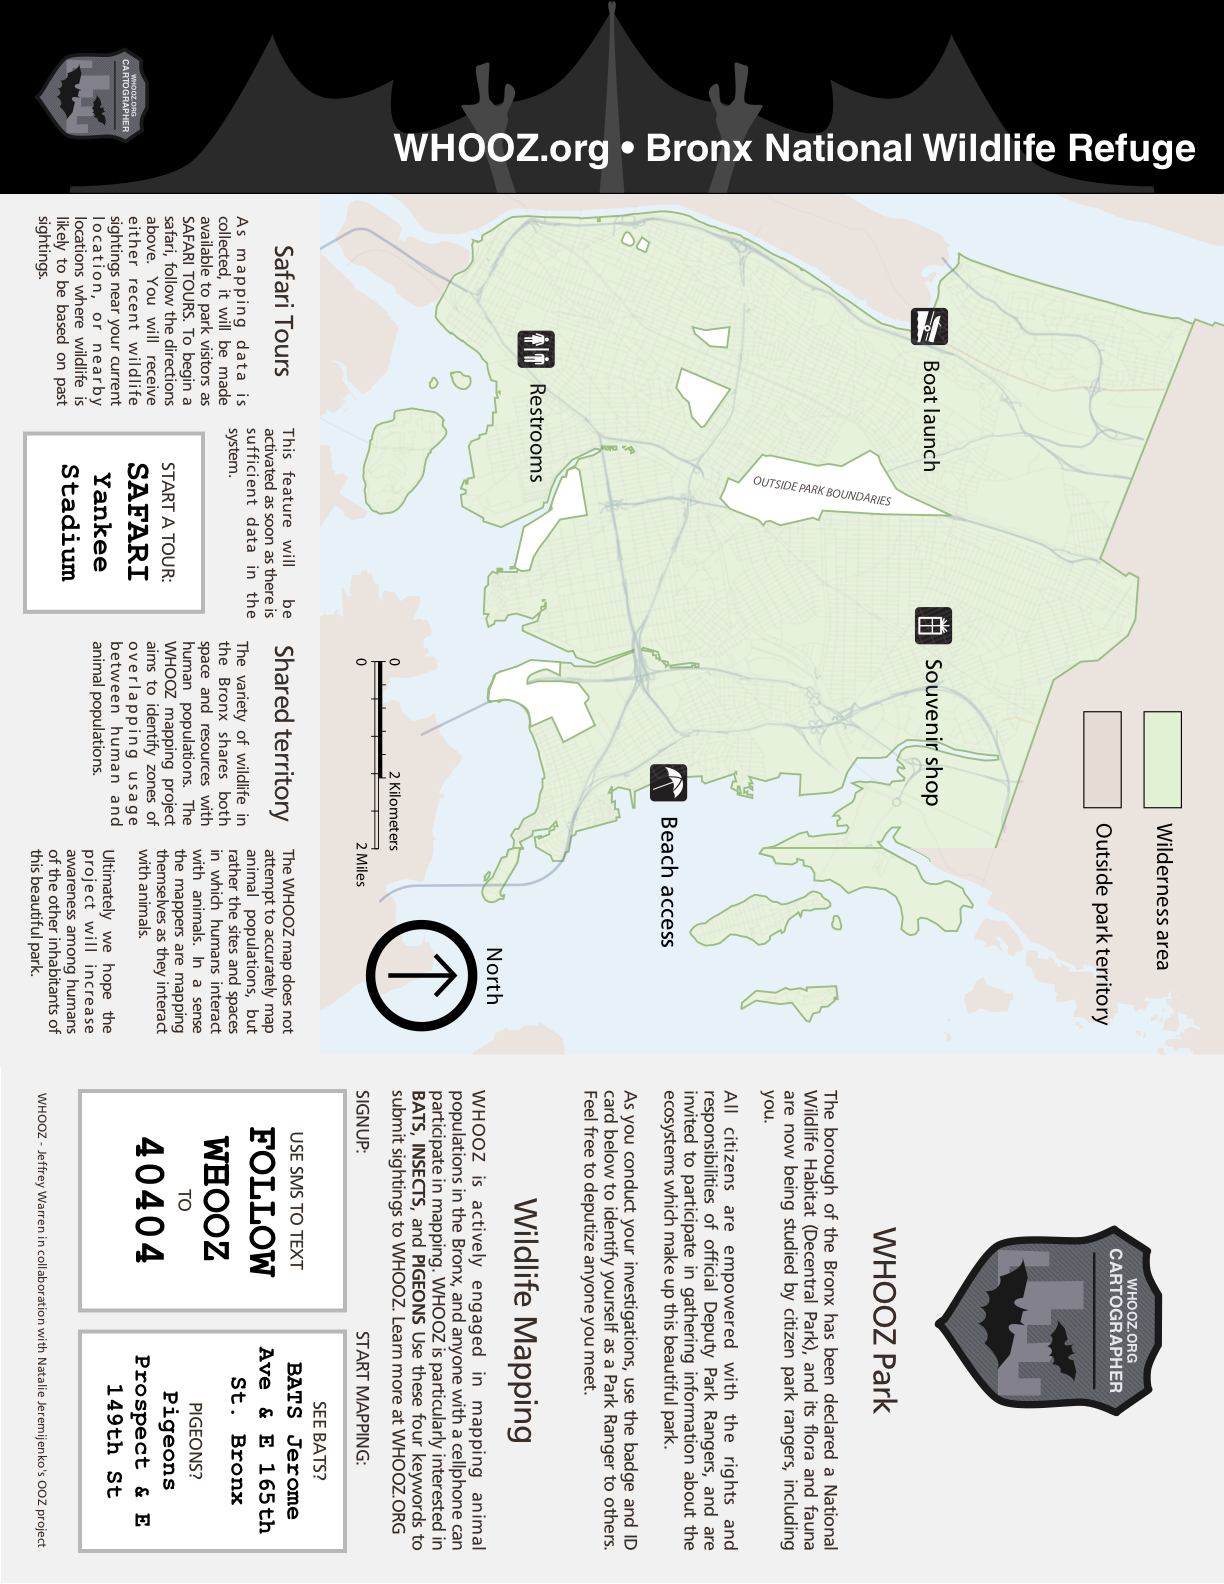 WHOOZ.org • Bronx National Wildlife Refuge
WHOOZ.ORG
CARTOGRAPHER
Wilderness area
Outside park territory
Boat launch
Souvenir shop
OUTSIDE PARK BOUNDARIES
Beach access
Restrooms
North
0
2 Kilometers
0
2 Miles
Safari Tours
As mapping data is
collected, it will be made
available to park visitors as
SAFARI TOURS. To begin a
safari, follow the directions
above. You will receive
either recent wildlife
sightings near your current
location, or nearby
locations where wildlife is
likely to be based on past
sightings.
This feature will be
activated as soon as there is
sufficient data in the
system.
START A TOUR:
SAFARI
Yankee
Stadium
Shared territory
The variety of wildlife in
the Bronx shares both
space and resources with
human populations. The
WHOOZ mapping project
aims to identify zones of
overlapping usage
between human and
animal populations.
The WHOOZ map does not
attempt to accurately map
animal populations, but
rather the sites and spaces
in which humans interact
with animals. In a sense
the mappers are mapping
themselves as they interact
with animals.
Ultimately we hope the
project will increase
awareness among humans
of the other inhabitants of
this beautiful park.
WHOOZ.ORG
CARTOGRAPHER
WHOOZ Park
The borough of the Bronx has been declared a National
Wildlife Habitat (Decentral Park), and its flora and fauna
are now being studied by citizen park rangers, including
you.
All citizens are empowered with the rights and
responsibilities of official Deputy Park Rangers, and are
invited to participate in gathering information about the
ecosystems which make up this beautiful park.
As you conduct your investigations, use the badge and ID
card below to identify yourself as a Park Ranger to others.
Feel free to deputize anyone you meet.
Wildlife Mapping
WHOOZ is actively engaged in mapping animal
populations in the Bronx, and anyone with a cellphone can
participate in mapping. WHOOZ is particularly interested in
BATS, INSECTS, and PIGEONS Use these four keywords to
submit sightings to WHOOZ. Learn more at WHOOZ.ORG
SIGNUP:
USE SMS TO TEXT
FOLLOW
WHOOZ
TO
40404
START MAPPING:
SEE BATS?
BATS Jerome
Ave & E 165th
St. Bronx
PIGEONS?
Pigeons
Prospect & E
149th St
WHOOZ - Jeffrey Warren in collaboration with Natalie Jeremijenko's OOZ project